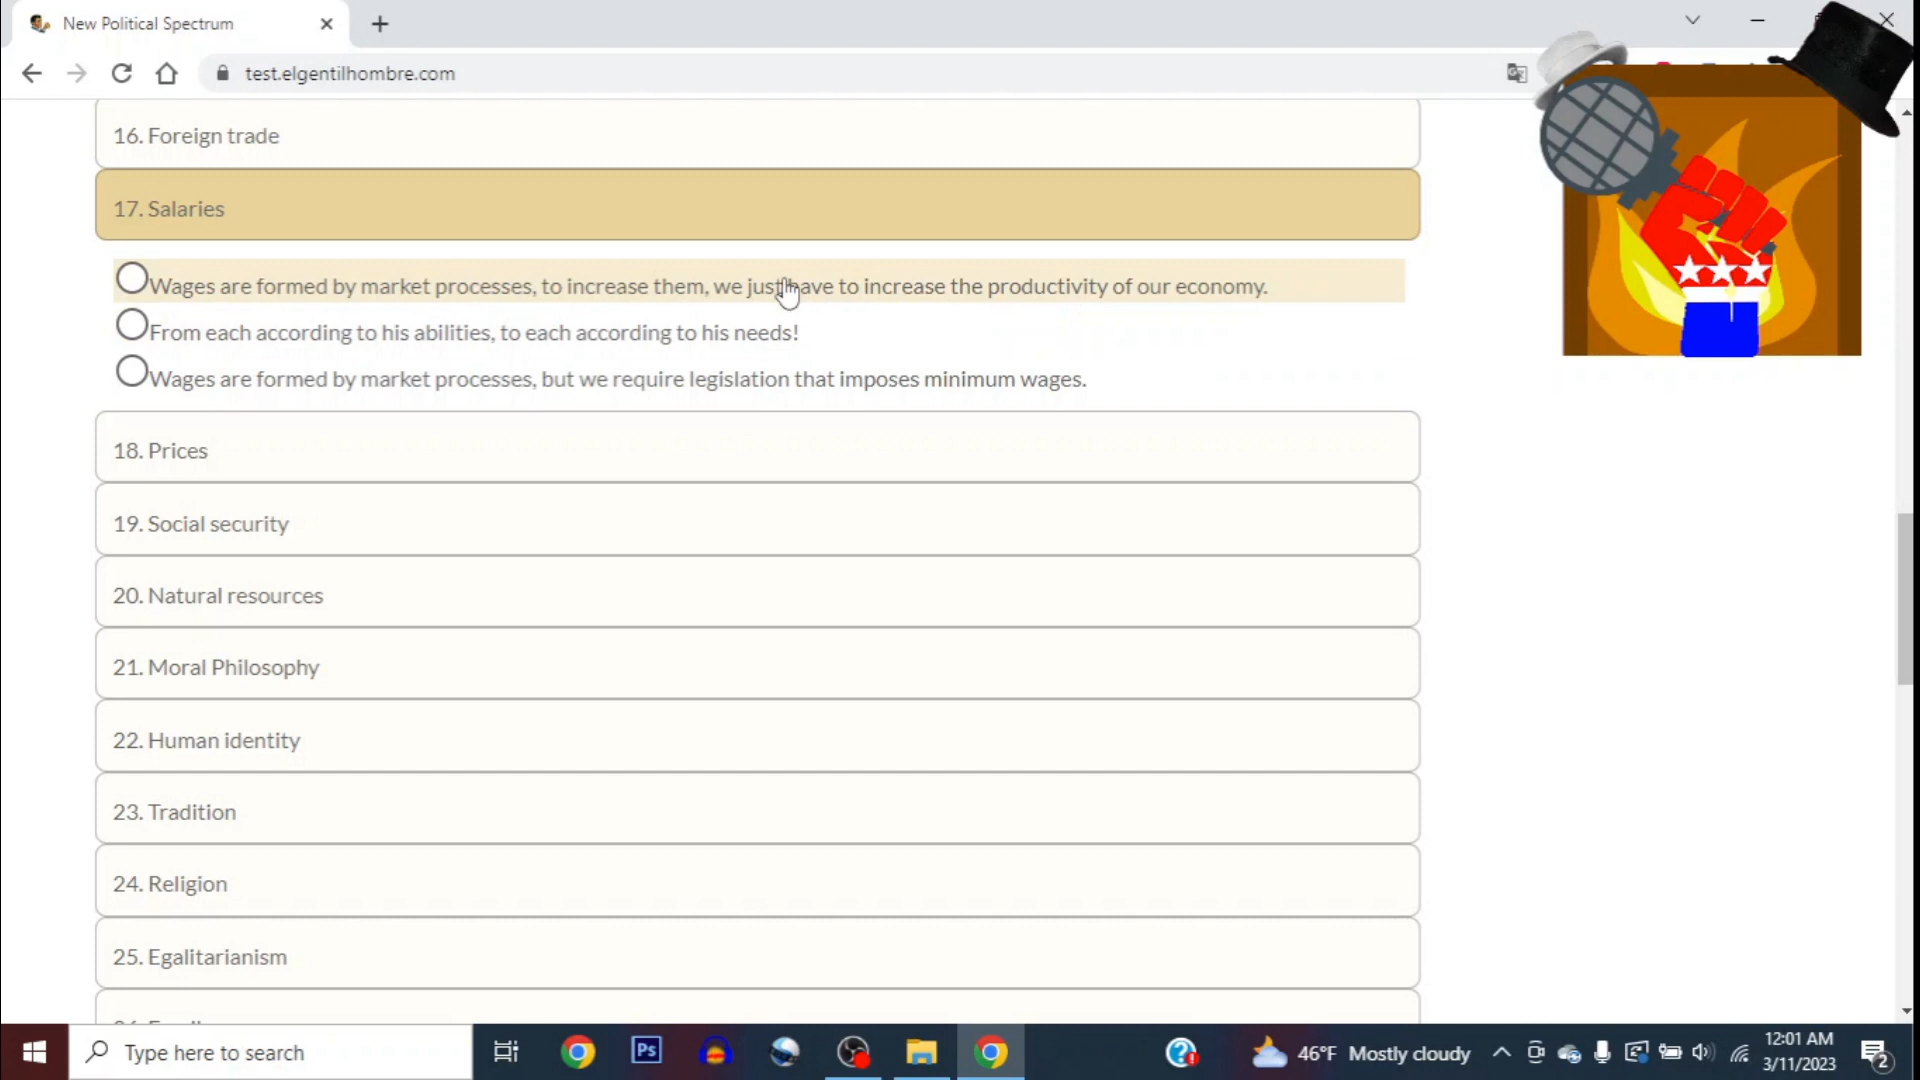 New Political Spectrum
test.elgentilhombre.com
16. Foreign trade
17. Salaries
Wages are formed by market processes, to increase them, we just have to increase the productivity of our economy.
From each according to his abilities, to each according to his needs!
Wages are formed by market processes, but we require legislation that imposes minimum wages.
18. Prices
19. Social security
20. Natural resources
21. Moral Philosophy
22. Human identity
23. Tradition
24. Religion
25. Egalitarianism
Type here to search
Ps
46°F Mostly cloudy
12:01 AM
3/11/2023
2